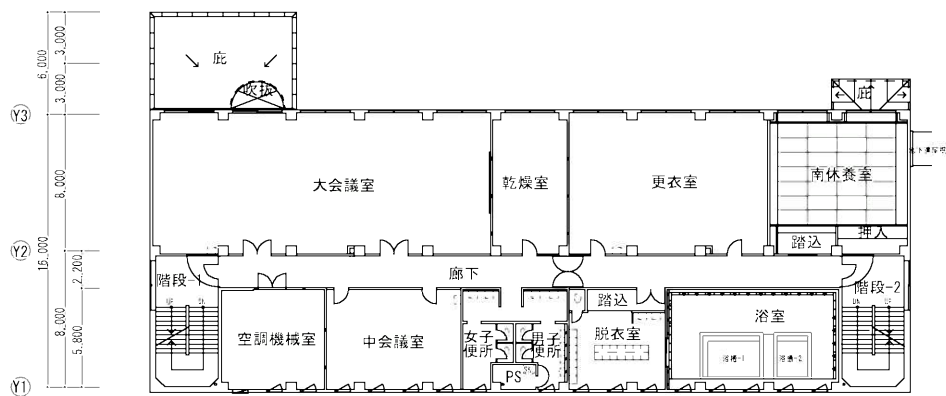 庇
吹抜
庇
6,000
3,000
3,000
Y3
大会議室
乾燥室
更衣室
南休養室
8,000
踏込
押入
Y2
16,000
2,200
階段-1
廊下
階段-2
UP
DN
DN
UP
踏込
浴室
8,000
5,800
空調機械室
中会議室
女子
便所
男子
便所
脱衣室
浴槽-1
浴槽-2
PS
Y1